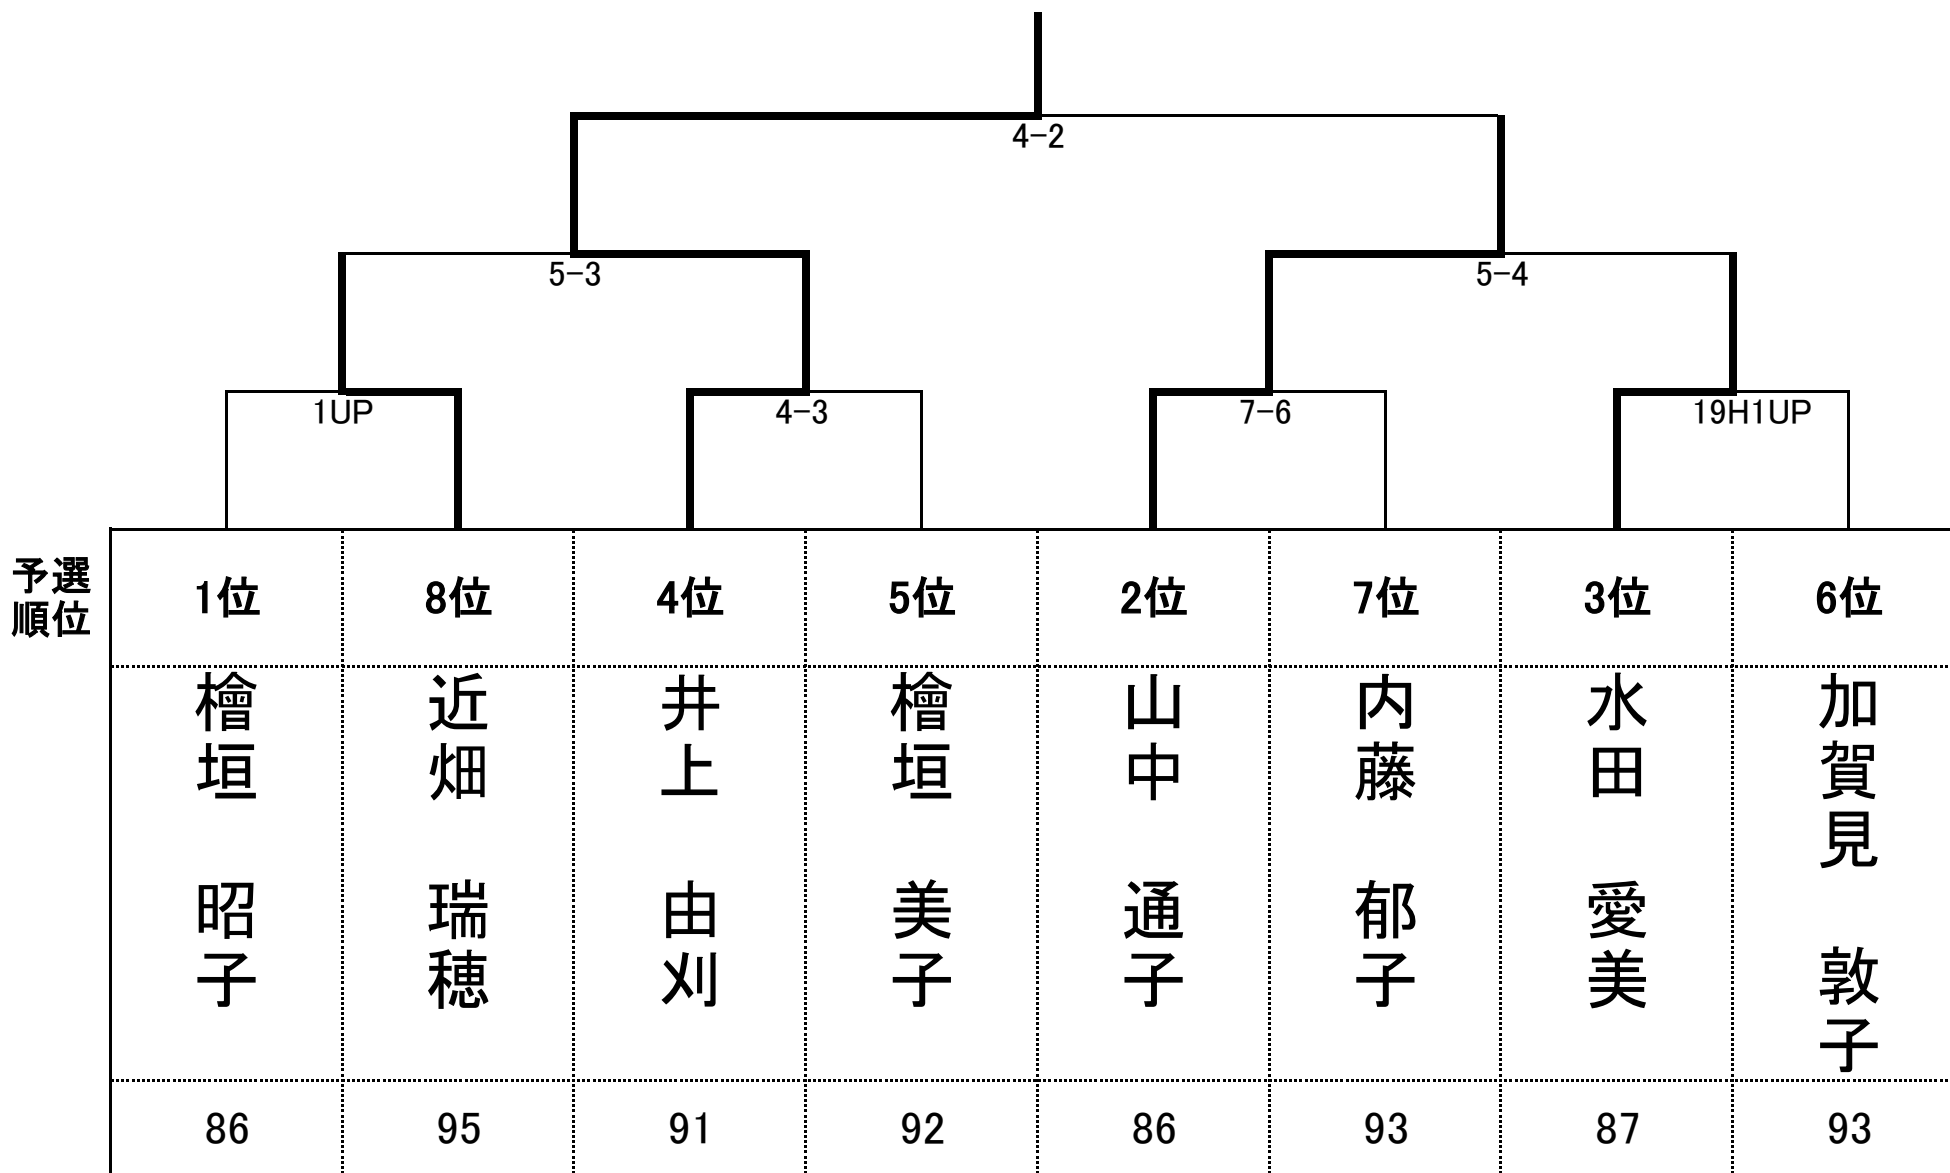 4-2
5-3
5-4
1UP
4-3
7-6
19H1UP
予選
順位
1位
8位
4位
5位
2位
7位
3位
6位
檜垣 昭子
近畑 瑞穂
井上 由刈
檜垣 美子
山中 通子
内藤 郁子
水田 愛美
加賀見 敦子
86
95
91
92
86
93
87
93